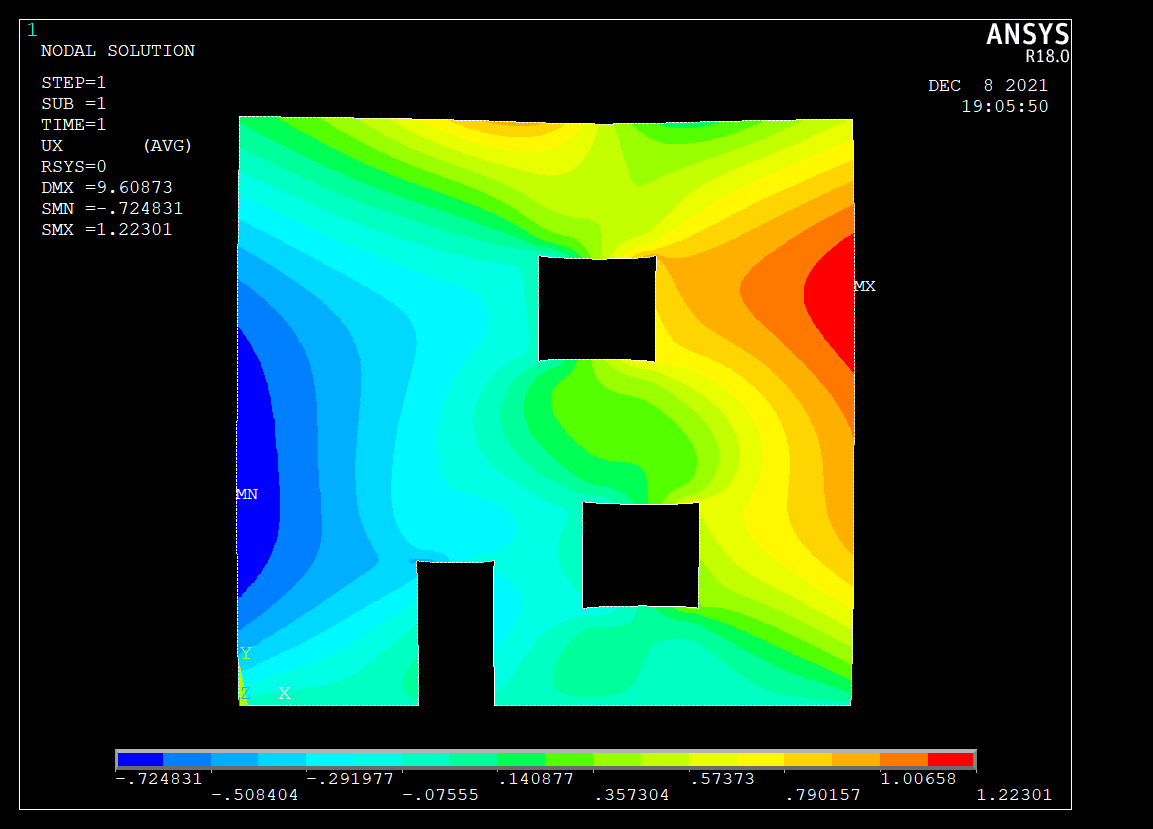 1
ANSYS
R18.0
NODAL SOLUTION
DEC  8 2021
19:05:50
STEP=1
SUB =1
TIME=1
UX (AVG)
RSYS=0
DMX =9.60873
SMN =-.724831
SMX =1.22301
MX
MN
Y
Z X
-.724831 -.291977 .140877 .57373 1.00658
-.508404 -.07555 .357304 .790157 1.22301